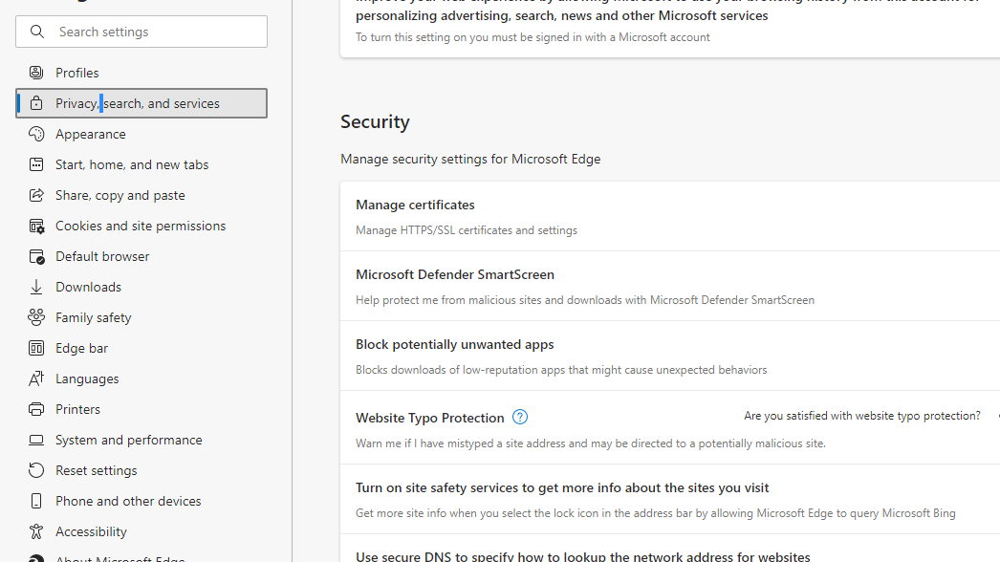 Search settings
Profiles
Privacy, search, and services
Appearance
Start, home, and new tabs
Share, copy and paste
Cookies and site permissions
Default browser
Downloads
Family safety
Edge bar
Languages
Printers
System and performance
Reset settings
Phone and other devices
Accessibility
About Microsoft Edge
improve your web experience by allowing Microsoft to use your browsing history from this account for
personalizing advertising, search, news and other Microsoft services
To turn this setting on you must be signed in with a Microsoft account
Security
Manage security settings for Microsoft Edge
Manage certificates
Manage HTTPS/SSL certificates and settings
Microsoft Defender SmartScreen
Help protect me from malicious sites and downloads with Microsoft Defender SmartScreen
Block potentially unwanted apps
Blocks downloads of low-reputation apps that might cause unexpected behaviors
Website Typo Protection
Are you satisfied with website typo protection?
Warn me if I have mistyped a site address and may be directed to a potentially malicious site.
Turn on site safety services to get more info about the sites you visit
Get more site info when you select the lock icon in the address bar by allowing Microsoft Edge to query Microsoft Bing
Use secure DNS to specify how to lookup the network address for websites